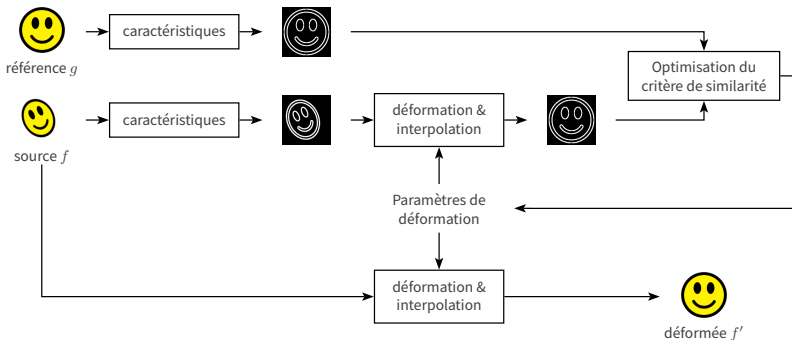 caractéristiques
référence g
Optimisation du
critère de similarité
caractéristiques
déformation &
interpolation
source f
Paramètres de
déformation
déformation &
interpolation
déformée f′